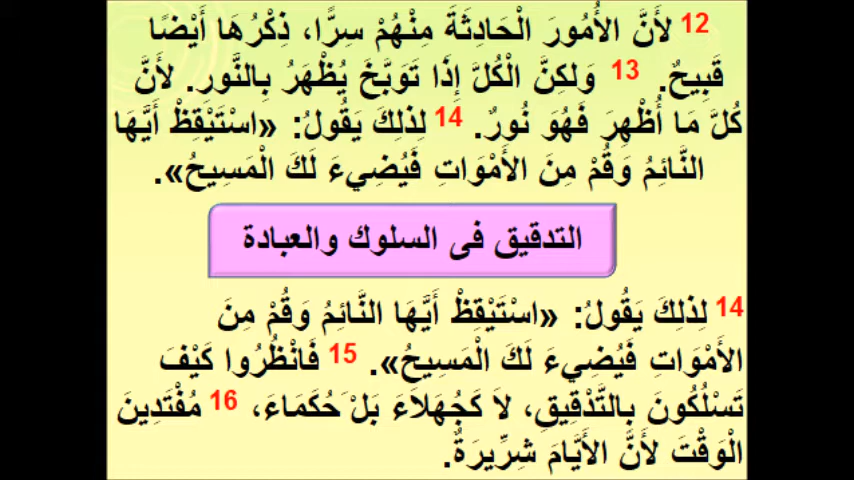 12 لأَنَّ الأُمُورَ الْحَادِثَةَ مِنْهُمْ سِرًّا، ذِكْرُهَا أَيْضًا
قَبِيحٌ. 13 وَلكِنَّ الْكُلَّ إِذَا تَوَبَّخَ يُظْهَرُ بِالنُّورِ. لأَنَّ
كُلَّ مَا أُظْهِرَ فَهُوَ نُورٌ. 14 لِذلِكَ يَقُولُ: «اسْتَيْقِظْ أَيُّهَا
النَّائِمُ وَقُمْ مِنَ الأَمْوَاتِ فَيُضِيءَ لَكَ الْمَسِيحُ».
التدقيق فى السلوك والعبادة
14 لِذلِكَ يَقُولُ: «اسْتَيْقِظْ أَيُّهَا النَّائِمُ وَقُمْ مِنَ
الأَمْوَاتِ فَيُضِيءَ لَكَ الْمَسِيحُ». 15 فَانْظُرُوا كَيْفَ
تَسْلُكُونَ بِالتَّدْقِيقِ، لاَ كَجُهَلاَءَ بَلْ َحُكَمَاءَ، 16 مُفْتَدِينَ
الْوَقْتَ لأَنَّ الأَيَّامَ شِرِّيرَةٌ.